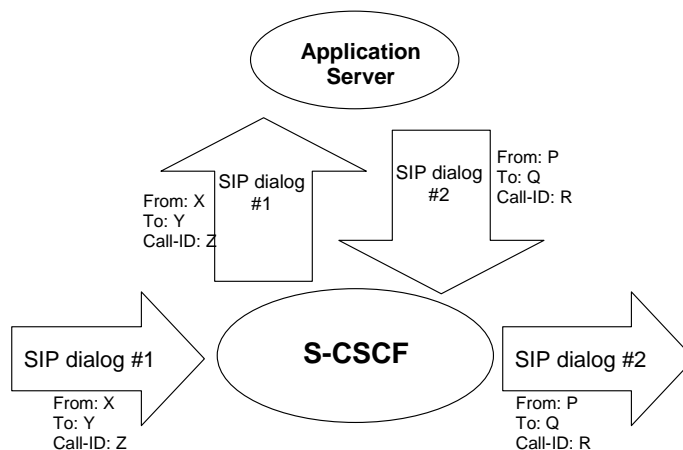 Application
Server
SIP dialog
#1
From: X
To: Y
Call-ID: Z
SIP dialog
#2
From: P
To: Q
Call-ID: R
SIP dialog #1
From: X
To: Y
Call-ID: Z
S-CSCF
SIP dialog #2
From: P
To: Q
Call-ID: R